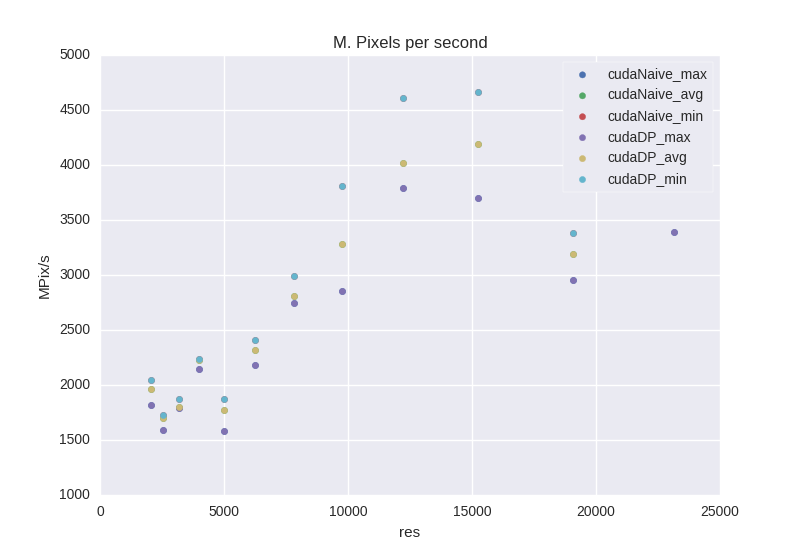 M. Pixels per second
5000
4500
4000
3500
3000
2500
2000
1500
1000
MPix/s
cudaNaive_max
cudaNaive_avg
cudaNaive_min
cudaDP_max
cudaDP_avg
cudaDP_min
0 5000 10000 15000 20000 25000
res